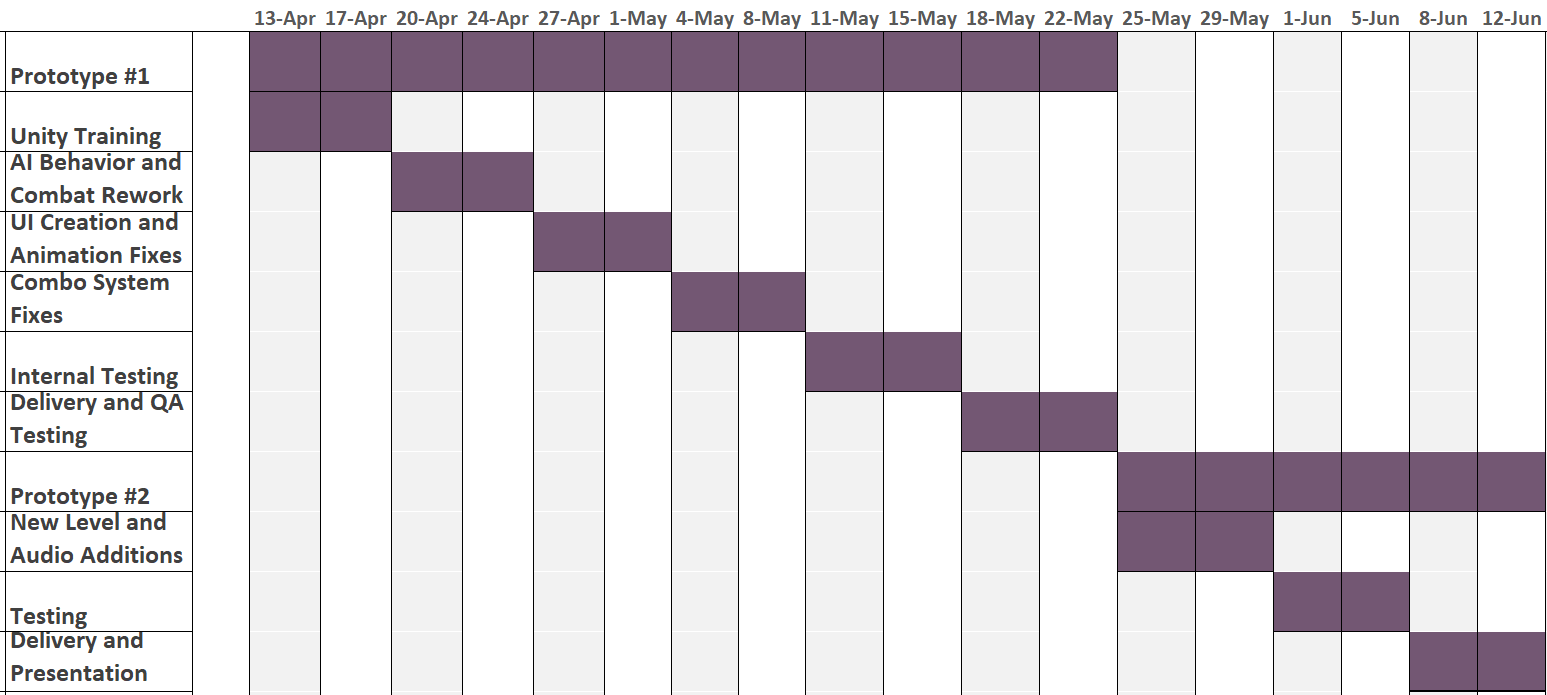 13-Apr 17-Apr 20-Apr 24-Apr 27-Apr 1-May 4-May 8-May 11-May 15-May 18-May 22-May 25-May 29-May 1-Jun 5-Jun 8-Jun 12-Jun
Prototype #1
Unity Training
AI Behavior and
Combat Rework
UI Creation and
Animation Fixes
Combo System
Fixes
Internal Testing
Delivery and QA
Testing
Prototype #2
New Level and
Audio Additions
Testing
Delivery and
Presentation